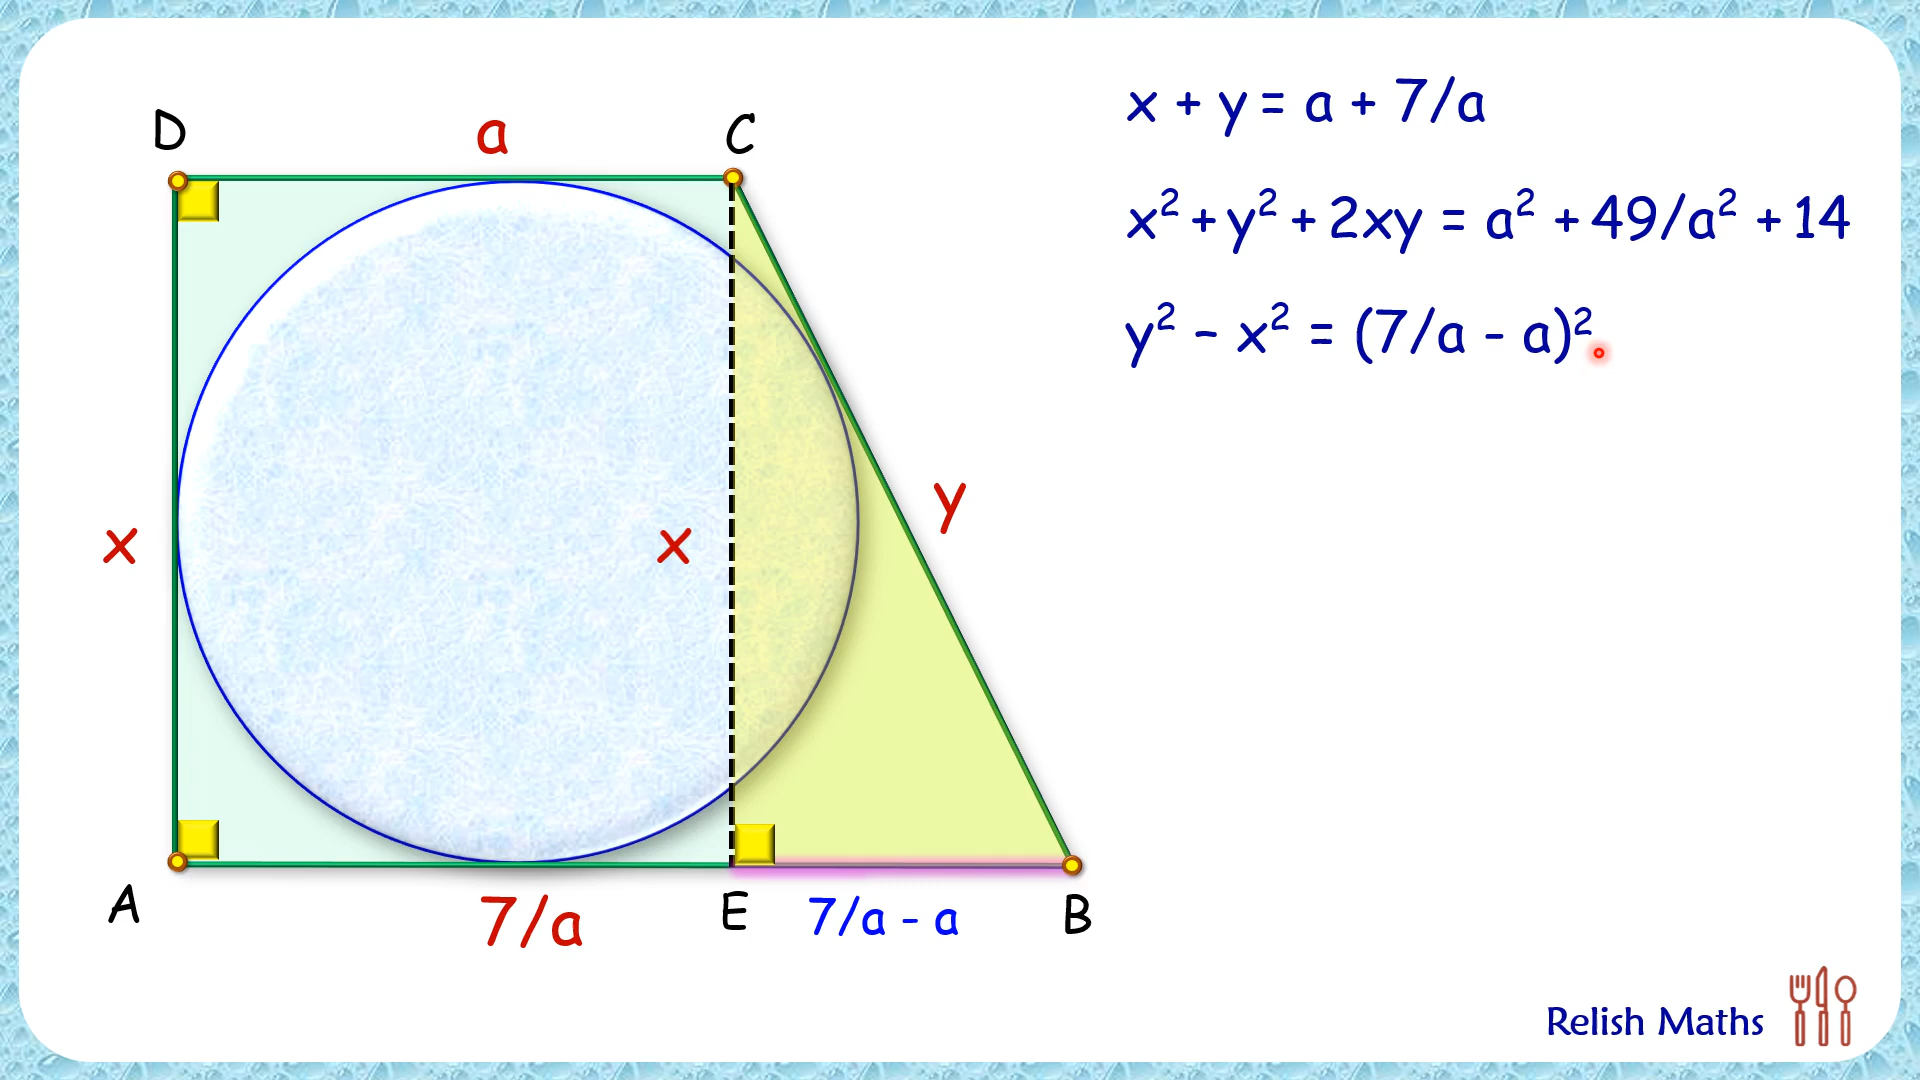 D a C
x + y = a + 7/a
x² + y² + 2xy = a² + 49/a² + 14
y² - x² = (7/a - a)²
x x y
A 7/a E 7/a - a B
Relish Maths